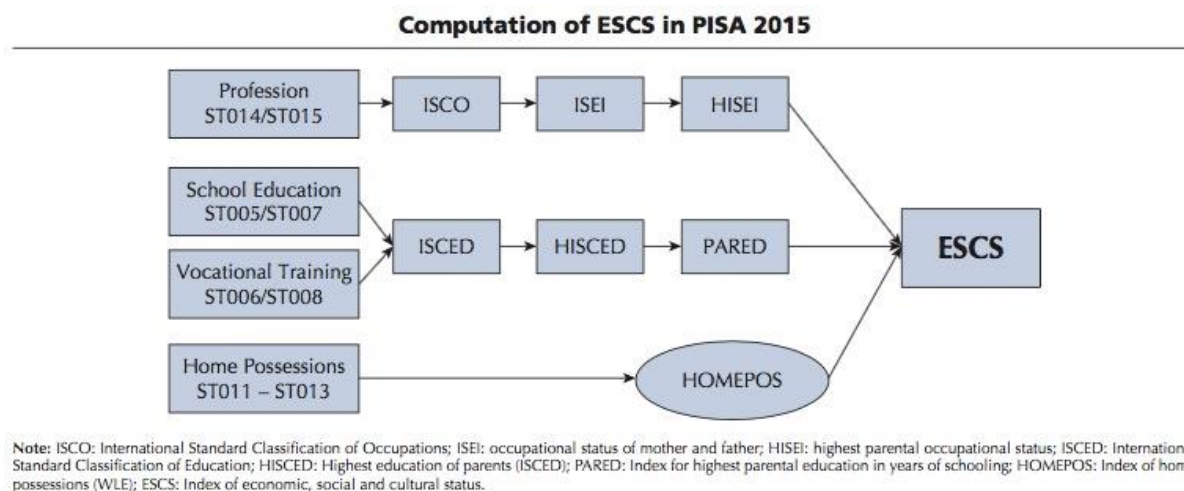 Computation of ESCS in PISA 2015
Profession
ST014/ST015
ISCO
ISEI
HISEI
School Education
ST005/ST007
Vocational Training
ST006/ST008
ISCED
HISCED
PARED
ESCS
Home Possessions
ST011 – ST013
HOMEPOS
Note: ISCO: International Standard Classification of Occupations; ISEI: occupational status of mother and father; HISEI: highest parental occupational status; ISCED:
Standard Classification of Education; HISCED: Highest education of parents (ISCED); PARED: Index for highest parental education in years of schooling; HOMEPOS: Index of
possessions (WLE); ESCS: Index of economic, social and cultural status.